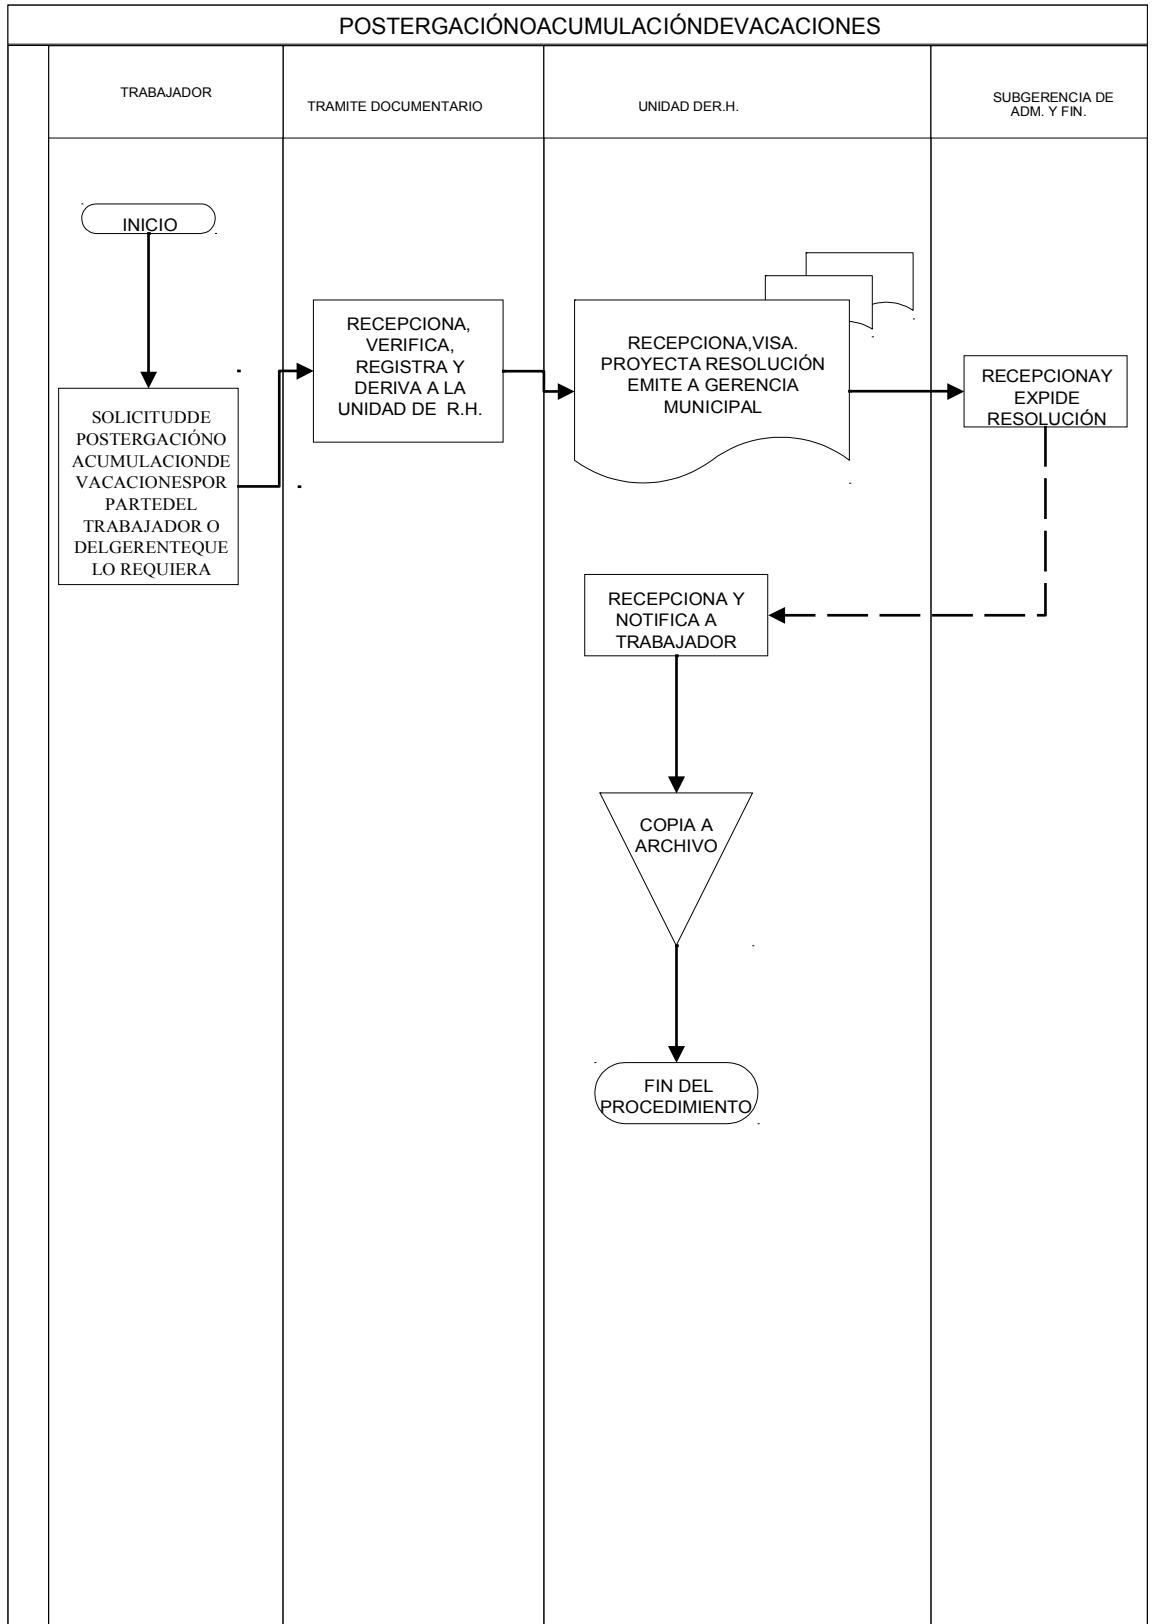 POSTERGACIÓNOACUMULACIÓNDEVACACIONES
TRABAJADOR
TRAMITE DOCUMENTARIO
UNIDAD DER.H.
SUBGERENCIA DE
ADM. Y FIN.
INICIO
SOLICITUDDE
POSTERGACIÓNO
ACUMULACIONDE
VACACIONESPOR
PARTEDEL
TRABAJADOR O
DELGERENTEQUE
LO REQUIERA
RECEPCIONA,
VERIFICA,
REGISTRA Y
DERIVA A LA
UNIDAD DE R.H.
RECEPCIONA,VISA.
PROYECTA RESOLUCIÓN
EMITE A GERENCIA
MUNICIPAL
RECEPCIONAY
EXPIDE
RESOLUCIÓN
RECEPCIONA Y
NOTIFICA A
TRABAJADOR
COPIA A
ARCHIVO
FIN DEL
PROCEDIMIENTO